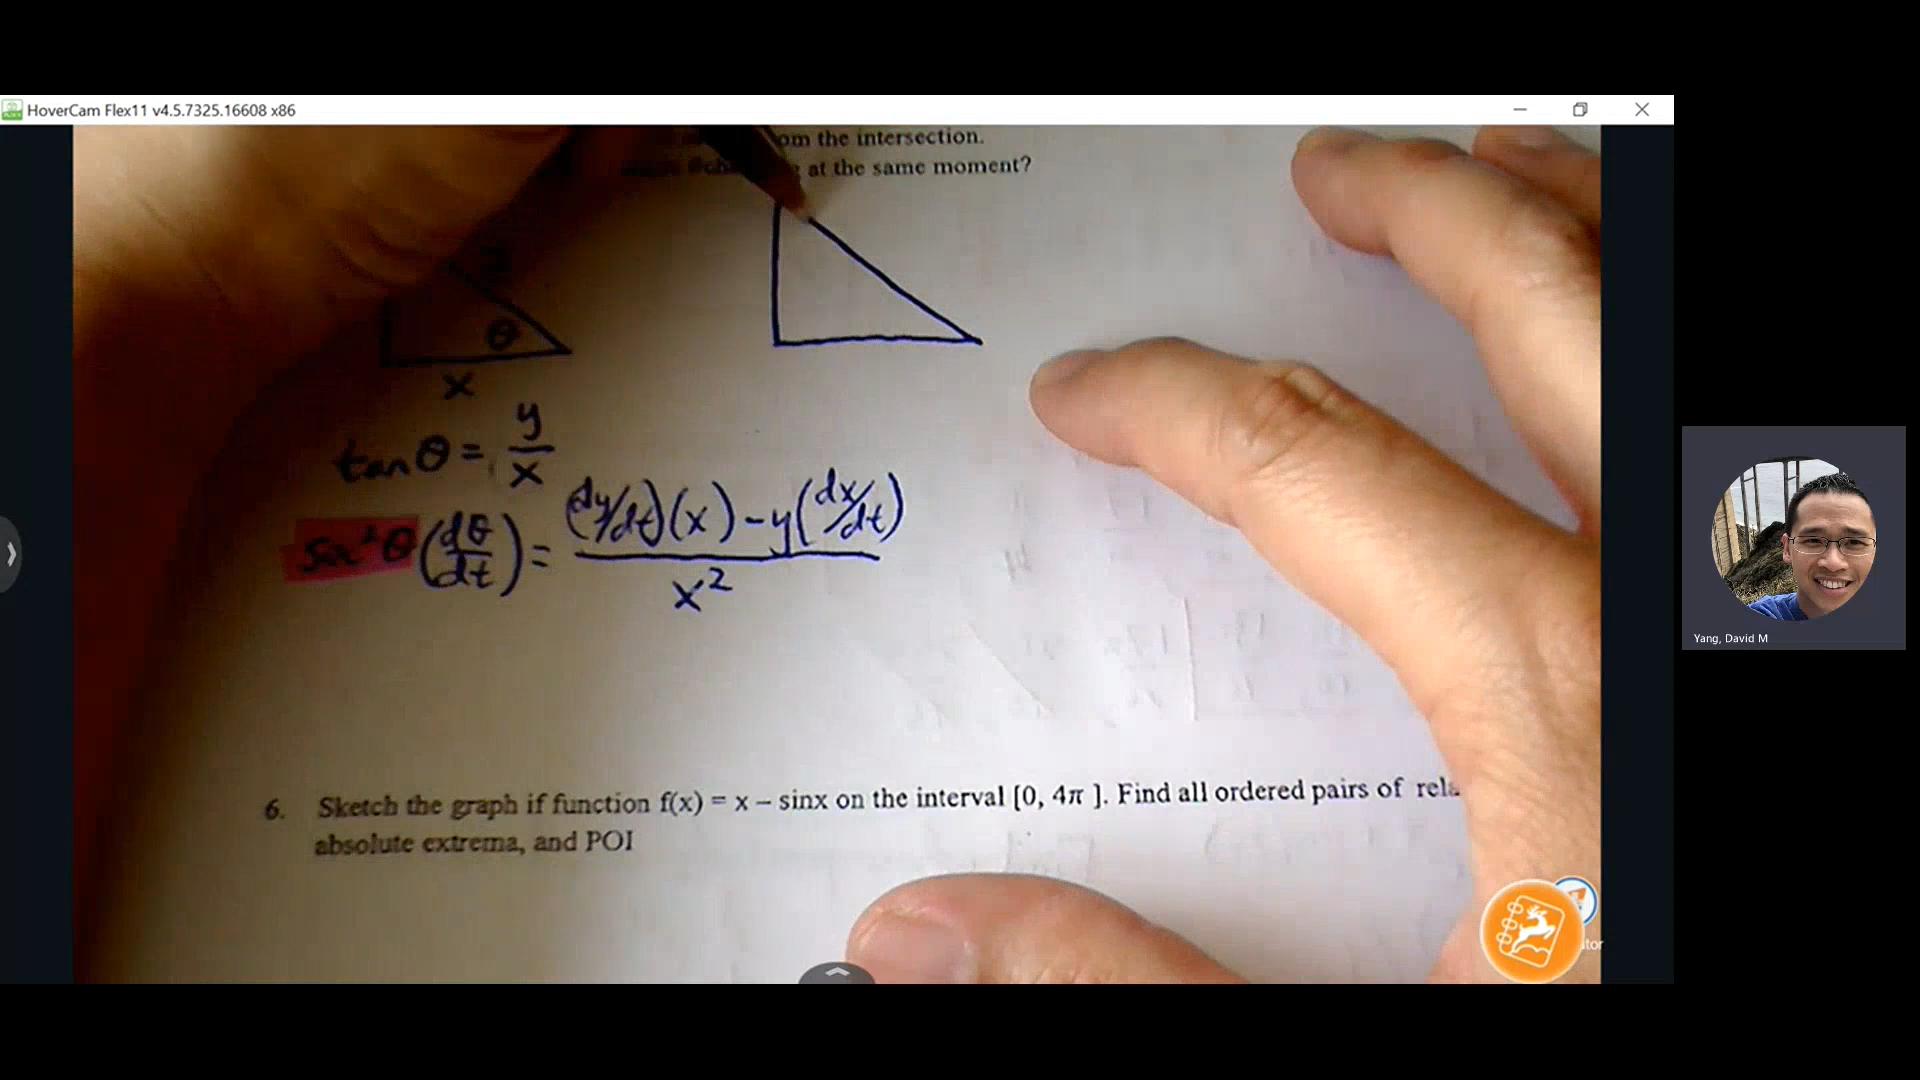 HoverCam Flex11 v4.5.7325.16608 x86
om the intersection.
at the same moment?
θ
x
tan θ = y/x
sec²θ (dθ/dt) = ((dy/dt)(x) - y(dx/dt))/x²
6. Sketch the graph if function f(x) = x – sinx on the interval [0, 4π ]. Find all ordered pairs of rela
absolute extrema, and POI
tor
Yang, David M